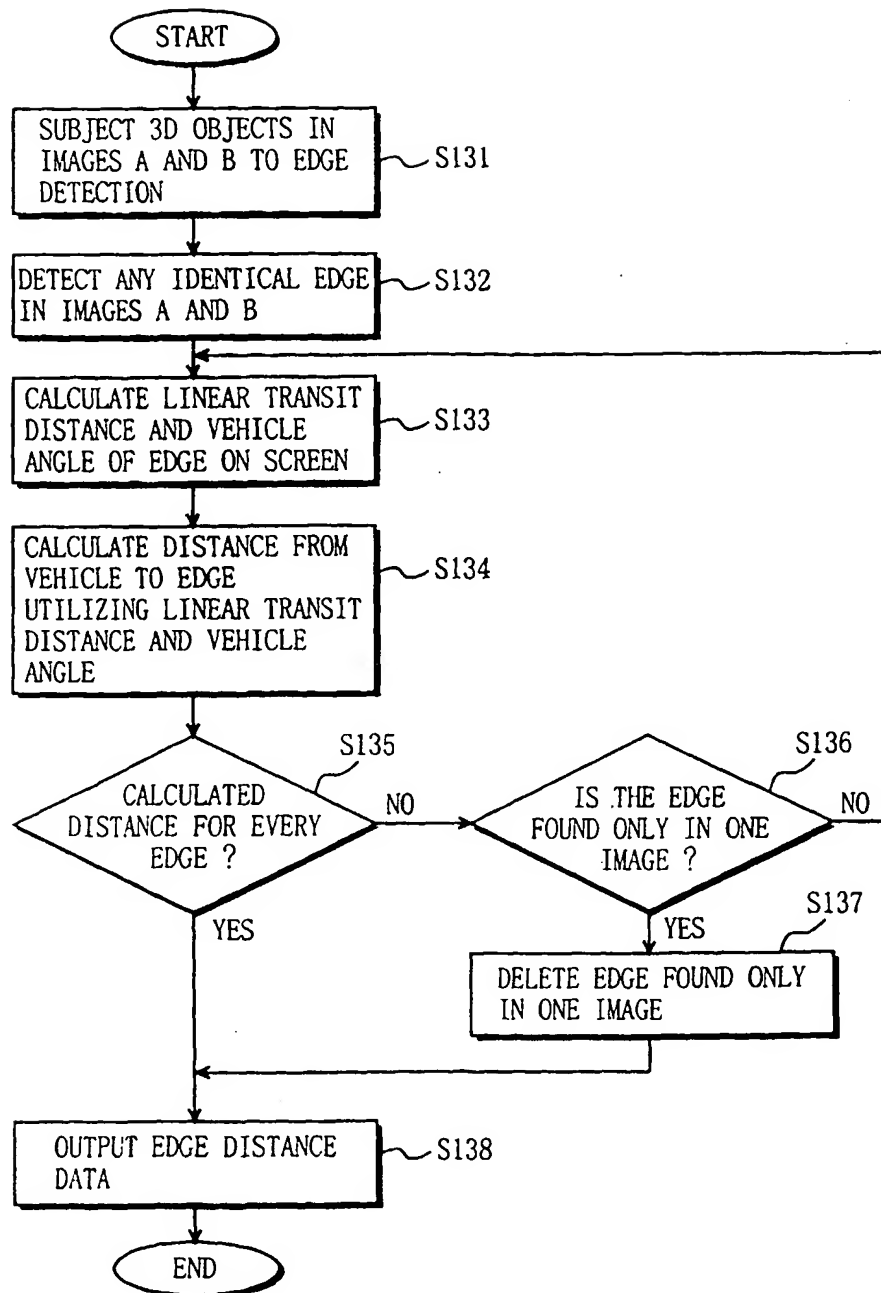 START
SUBJECT 3D OBJECTS IN
IMAGES A AND B TO EDGE
DETECTION
S131
DETECT ANY IDENTICAL EDGE
IN IMAGES A AND B
S132
CALCULATE LINEAR TRANSIT
DISTANCE AND VEHICLE
ANGLE OF EDGE ON SCREEN
S133
CALCULATE DISTANCE FROM
VEHICLE TO EDGE
UTILIZING LINEAR TRANSIT
DISTANCE AND VEHICLE
ANGLE
S134
S135
CALCULATED
DISTANCE FOR EVERY
EDGE ?
NO
YES
S136
IS THE EDGE
FOUND ONLY IN ONE
IMAGE ?
NO
YES
S137
DELETE EDGE FOUND ONLY
IN ONE IMAGE
OUTPUT EDGE DISTANCE
DATA
S138
END